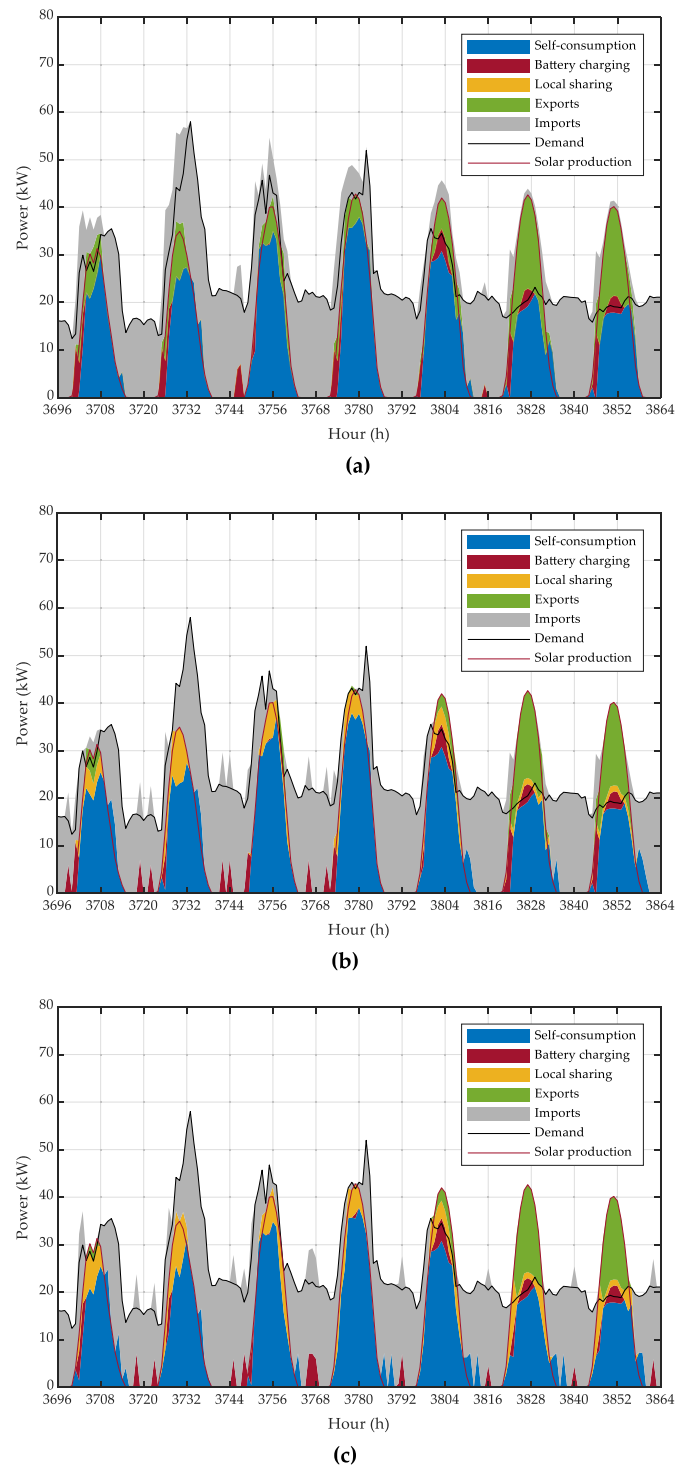 80
70
60
50
40
30
20
10
0
Power (kW)
Self-consumption
Battery charging
Local sharing
Exports
Imports
Demand
Solar production
3696 3708 3720 3732 3744 3756 3768 3780 3792 3804 3816 3828 3840 3852 3864
Hour (h)
(a)
80
70
60
50
40
30
20
10
0
Power (kW)
Self-consumption
Battery charging
Local sharing
Exports
Imports
Demand
Solar production
3696 3708 3720 3732 3744 3756 3768 3780 3792 3804 3816 3828 3840 3852 3864
Hour (h)
(b)
80
70
60
50
40
30
20
10
0
Power (kW)
Self-consumption
Battery charging
Local sharing
Exports
Imports
Demand
Solar production
3696 3708 3720 3732 3744 3756 3768 3780 3792 3804 3816 3828 3840 3852 3864
Hour (h)
(c)